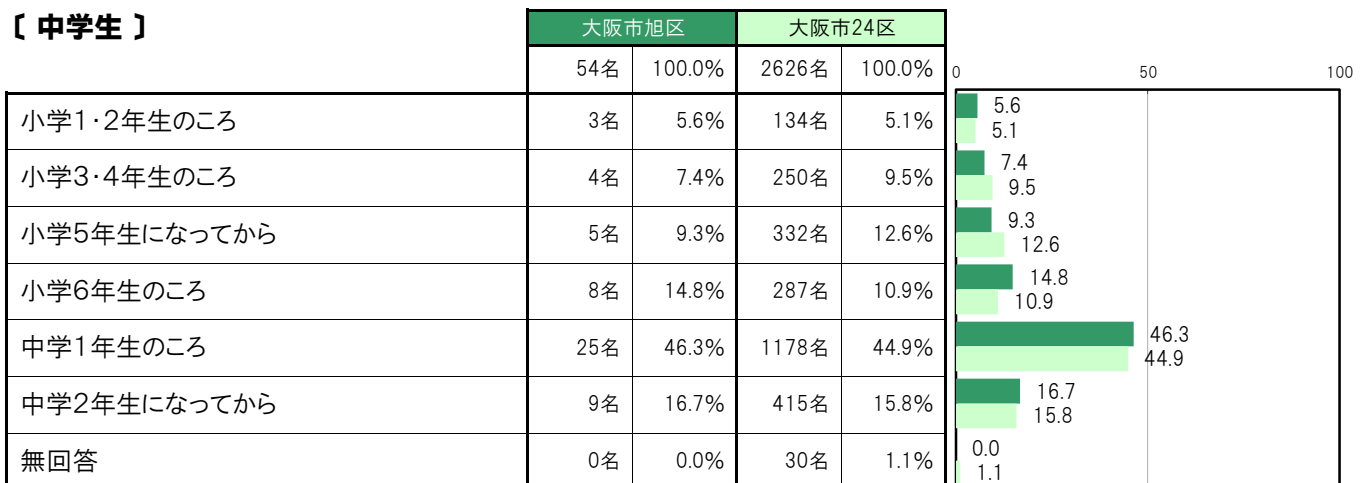 〔 中学生 〕
大阪市旭区 大阪市24区
54名 100.0% 2626名 100.0% 0 50 100
小学1・2年生のころ 3名 5.6% 134名 5.1% 5.6
5.1
小学3・4年生のころ 4名 7.4% 250名 9.5% 7.4
9.5
小学5年生になってから 5名 9.3% 332名 12.6% 9.3
12.6
小学6年生のころ 8名 14.8% 287名 10.9% 14.8
10.9
中学1年生のころ 25名 46.3% 1178名 44.9% 46.3
44.9
中学2年生になってから 9名 16.7% 415名 15.8% 16.7
15.8
無回答 0名 0.0% 30名 1.1% 0.0
1.1